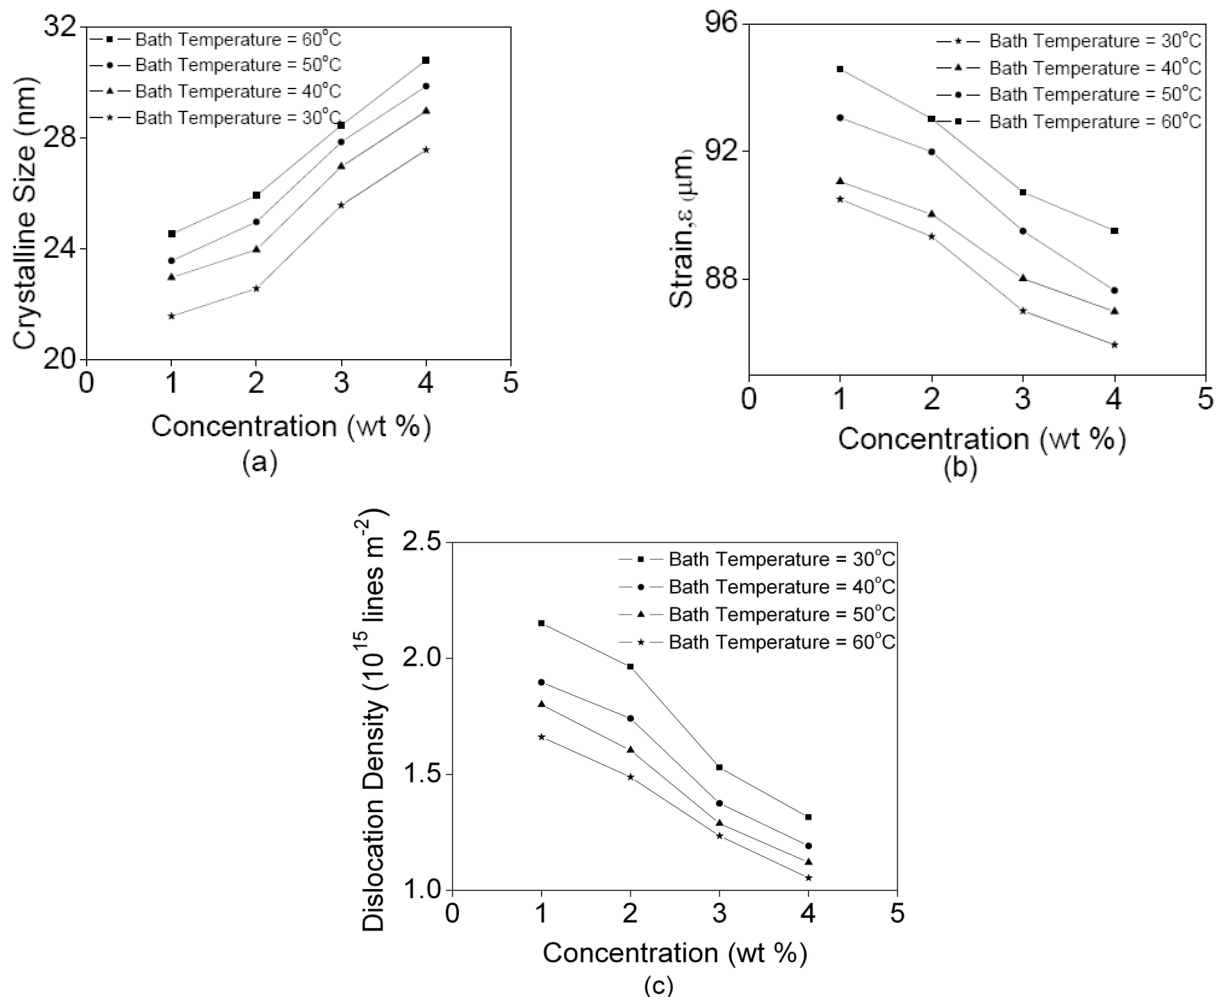 32
28
24
20
0
1
2
3
4
5
Crystalline Size (nm)
Bath Temperature = 60°C
Bath Temperature = 50°C
Bath Temperature = 40°C
Bath Temperature = 30°C
Concentration (wt %)
(a)
96
92
88
0
1
2
3
4
5
Strain,ε (μm)
Bath Temperature = 30°C
Bath Temperature = 40°C
Bath Temperature = 50°C
Bath Temperature = 60°C
Concentration (wt %)
(b)
2.5
2.0
1.5
1.0
0
1
2
3
4
5
Dislocation Density (10¹⁵ lines m⁻²)
Bath Temperature = 30°C
Bath Temperature = 40°C
Bath Temperature = 50°C
Bath Temperature = 60°C
Concentration (wt %)
(c)